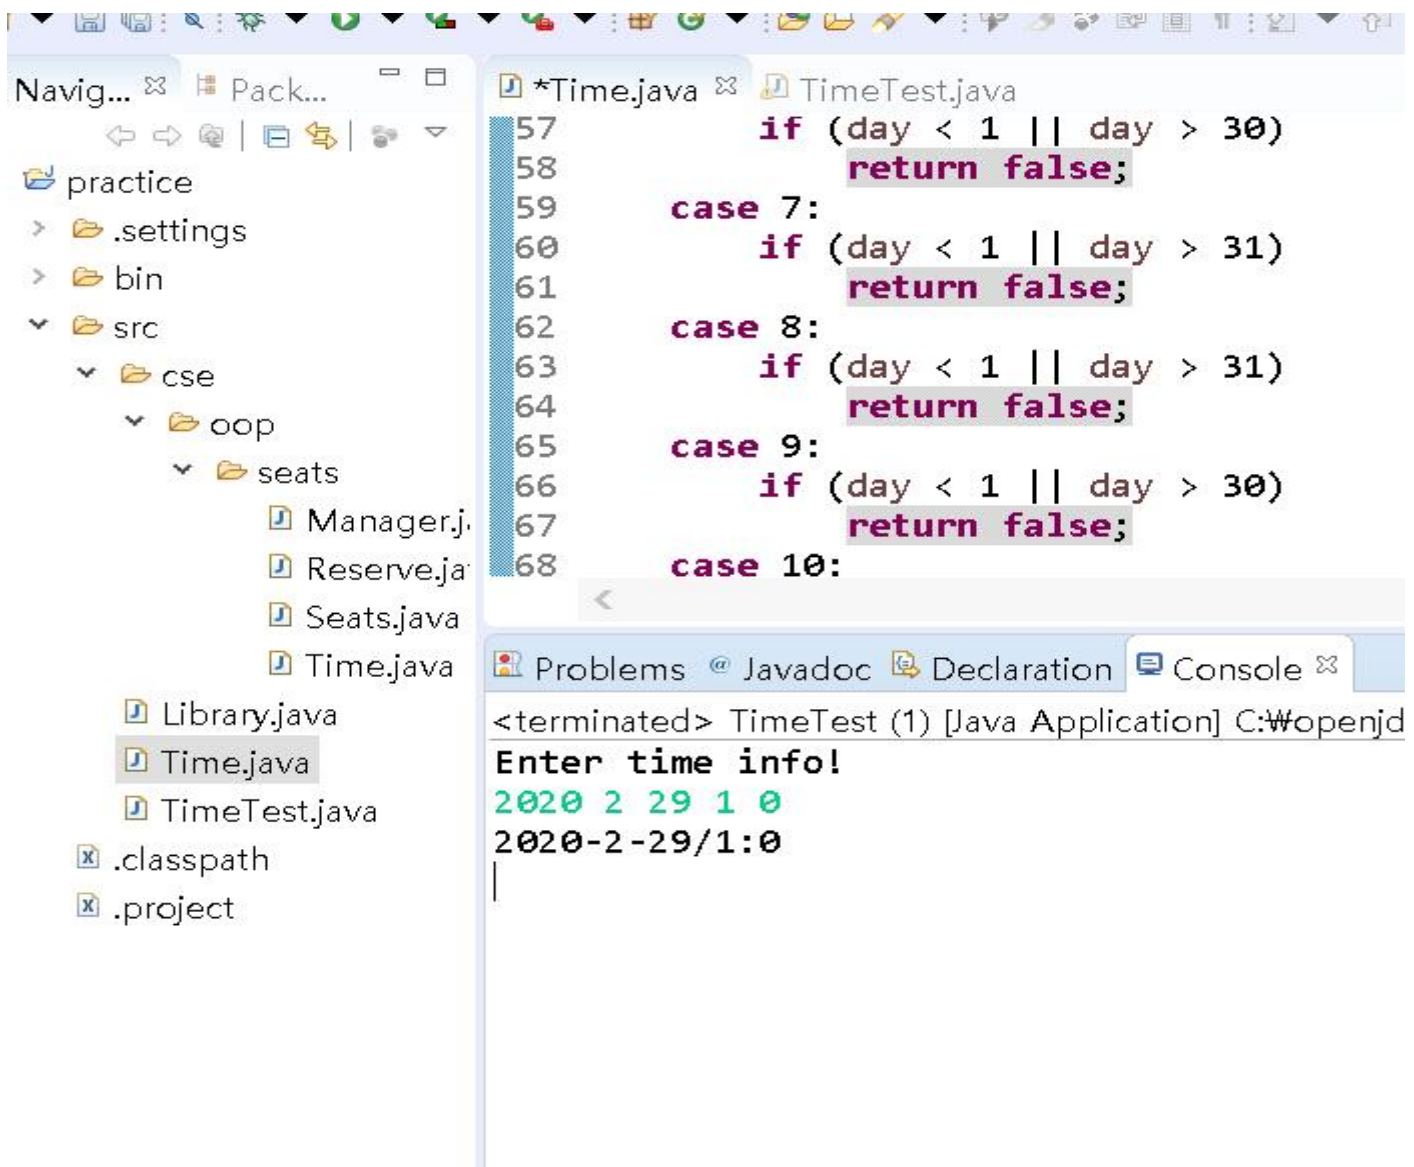 Navig...
Pack...
practice
.settings
bin
src
cse
oop
seats
Manager.j
Reserve.ja
Seats.java
Time.java
Library.java
Time.java
TimeTest.java
.classpath
.project
*Time.java
TimeTest.java
57 if (day < 1 || day > 30)
58 return false;
59 case 7:
60 if (day < 1 || day > 31)
61 return false;
62 case 8:
63 if (day < 1 || day > 31)
64 return false;
65 case 9:
66 if (day < 1 || day > 30)
67 return false;
68 case 10:
Problems @ Javadoc Declaration Console
<terminated> TimeTest (1) [Java Application] C:₩openjd
Enter time info!
2020 2 29 1 0
2020-2-29/1:0